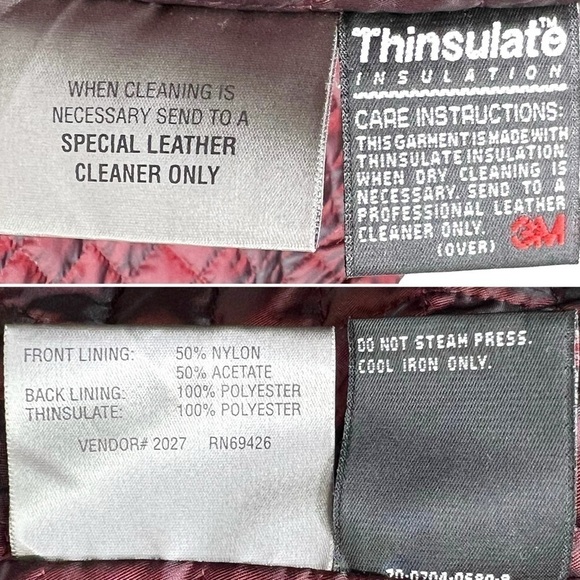 WHEN CLEANING IS
NECESSARY SEND TO A
SPECIAL LEATHER
CLEANER ONLY
Thinsulate™
INSULATION
CARE INSTRUCTIONS:
THIS GARMENT IS MADE WITH
THINSULATE INSULATION.
WHEN DRY CLEANING IS
NECESSARY. SEND TO A
PROFESSIONAL LEATHER
CLEANER ONLY.
(OVER) 3M
FRONT LINING: 50% NYLON
50% ACETATE
BACK LINING: 100% POLYESTER
THINSULATE: 100% POLYESTER
VENDOR# 2027 RN69426
DO NOT STEAM PRESS.
COOL IRON ONLY.